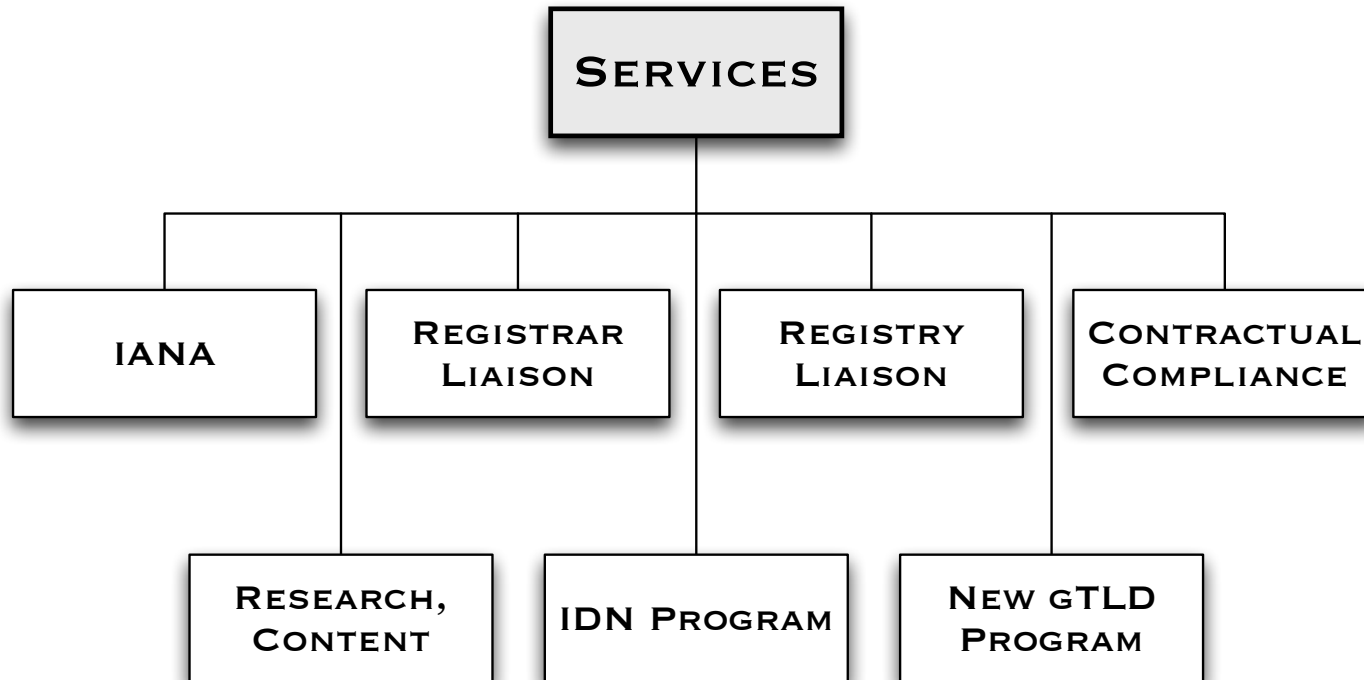 Services
IANA
Registrar
Liaison
Registry
Liaison
Contractual
Compliance
Research,
Content
IDN Program
New gTLD
Program